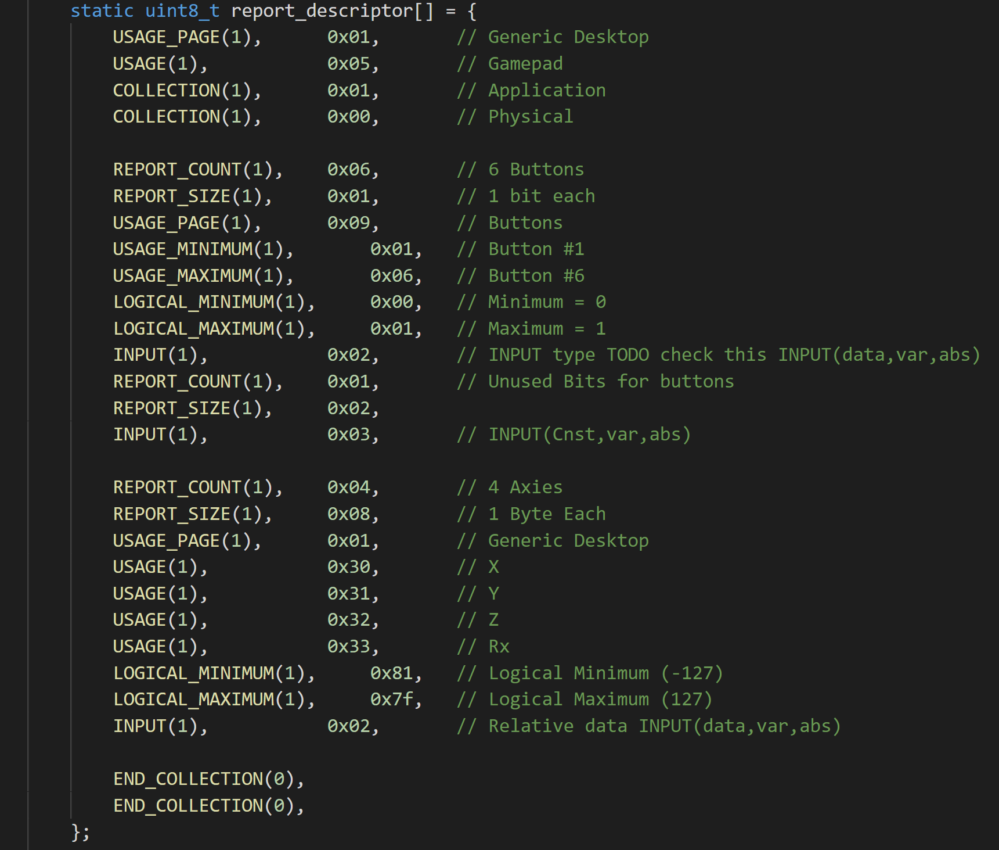 static uint8_t report_descriptor[] = {
USAGE_PAGE(1), 0x01, // Generic Desktop
USAGE(1), 0x05, // Gamepad
COLLECTION(1), 0x01, // Application
COLLECTION(1), 0x00, // Physical
REPORT_COUNT(1), 0x06, // 6 Buttons
REPORT_SIZE(1), 0x01, // 1 bit each
USAGE_PAGE(1), 0x09, // Buttons
USAGE_MINIMUM(1), 0x01, // Button #1
USAGE_MAXIMUM(1), 0x06, // Button #6
LOGICAL_MINIMUM(1), 0x00, // Minimum = 0
LOGICAL_MAXIMUM(1), 0x01, // Maximum = 1
INPUT(1), 0x02, // INPUT type TODO check this INPUT(data,var,abs)
REPORT_COUNT(1), 0x01, // Unused Bits for buttons
REPORT_SIZE(1), 0x02,
INPUT(1), 0x03, // INPUT(Cnst,var,abs)
REPORT_COUNT(1), 0x04, // 4 Axies
REPORT_SIZE(1), 0x08, // 1 Byte Each
USAGE_PAGE(1), 0x01, // Generic Desktop
USAGE(1), 0x30, // X
USAGE(1), 0x31, // Y
USAGE(1), 0x32, // Z
USAGE(1), 0x33, // Rx
LOGICAL_MINIMUM(1), 0x81, // Logical Minimum (-127)
LOGICAL_MAXIMUM(1), 0x7f, // Logical Maximum (127)
INPUT(1), 0x02, // Relative data INPUT(data,var,abs)
END_COLLECTION(0),
END_COLLECTION(0),
};